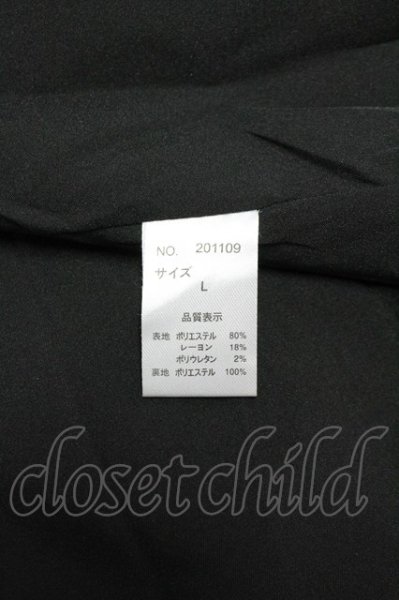 NO. 201109
サイズ
L
品質表示
表地 ポリエステル 80%
レーヨン 18%
ポリウレタン 2%
裏地 ポリエステル 100%
closet child